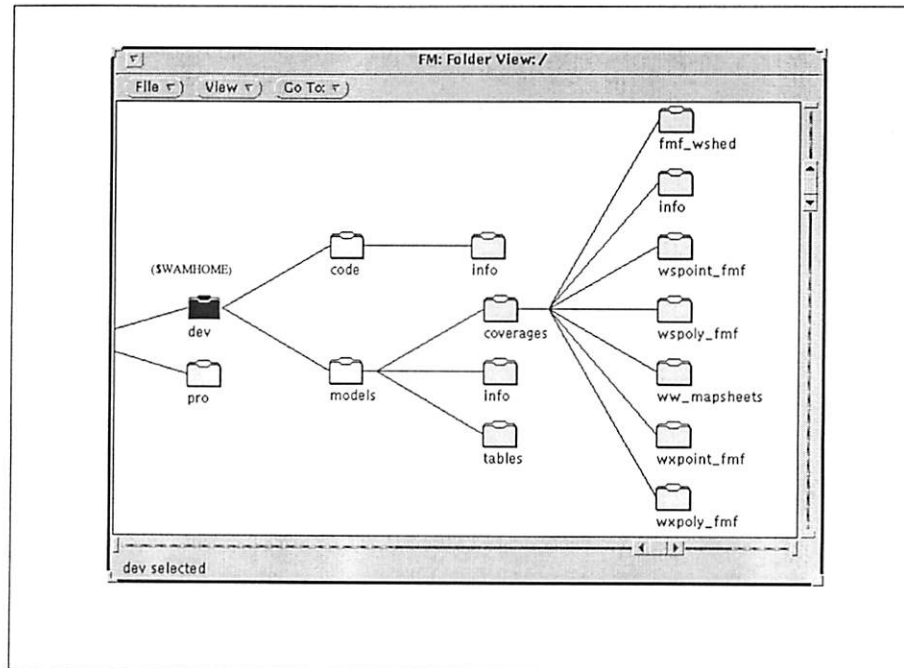 FM: Folder View: /
File View Go To:
fmf_wshed
info
wspoint_fmf
wspoly_fmf
ww_mapsheets
wxpoint_fmf
wxpoly_fmf
code
info
($WAMHOME)
dev
coverages
pro
models
info
tables
dev selected